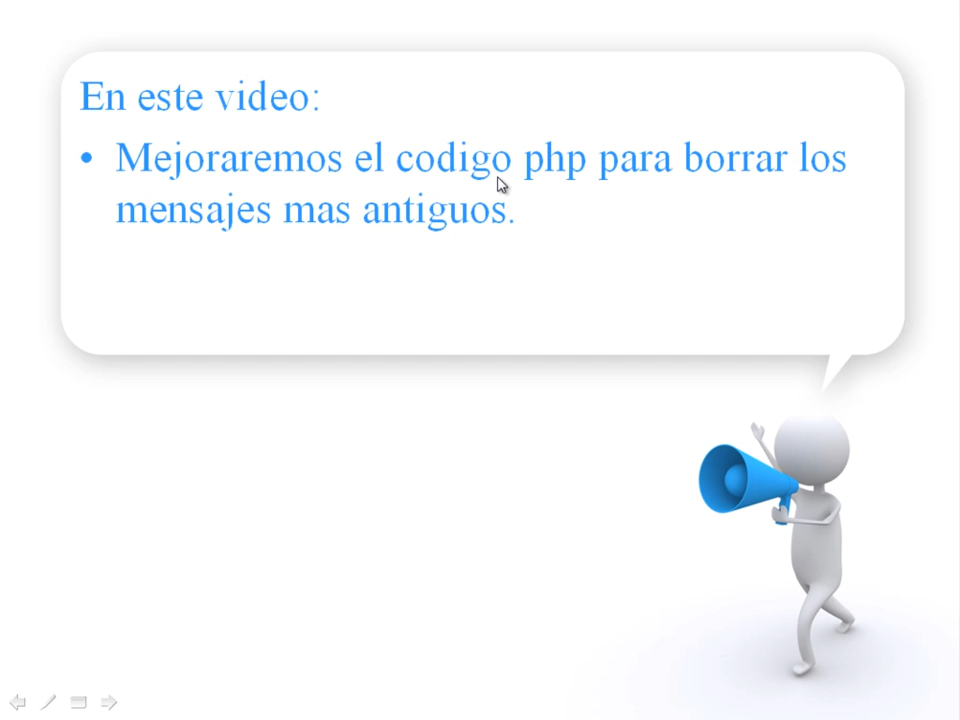 En este video:
• Mejoraremos el codigo php para borrar los
mensajes mas antiguos.